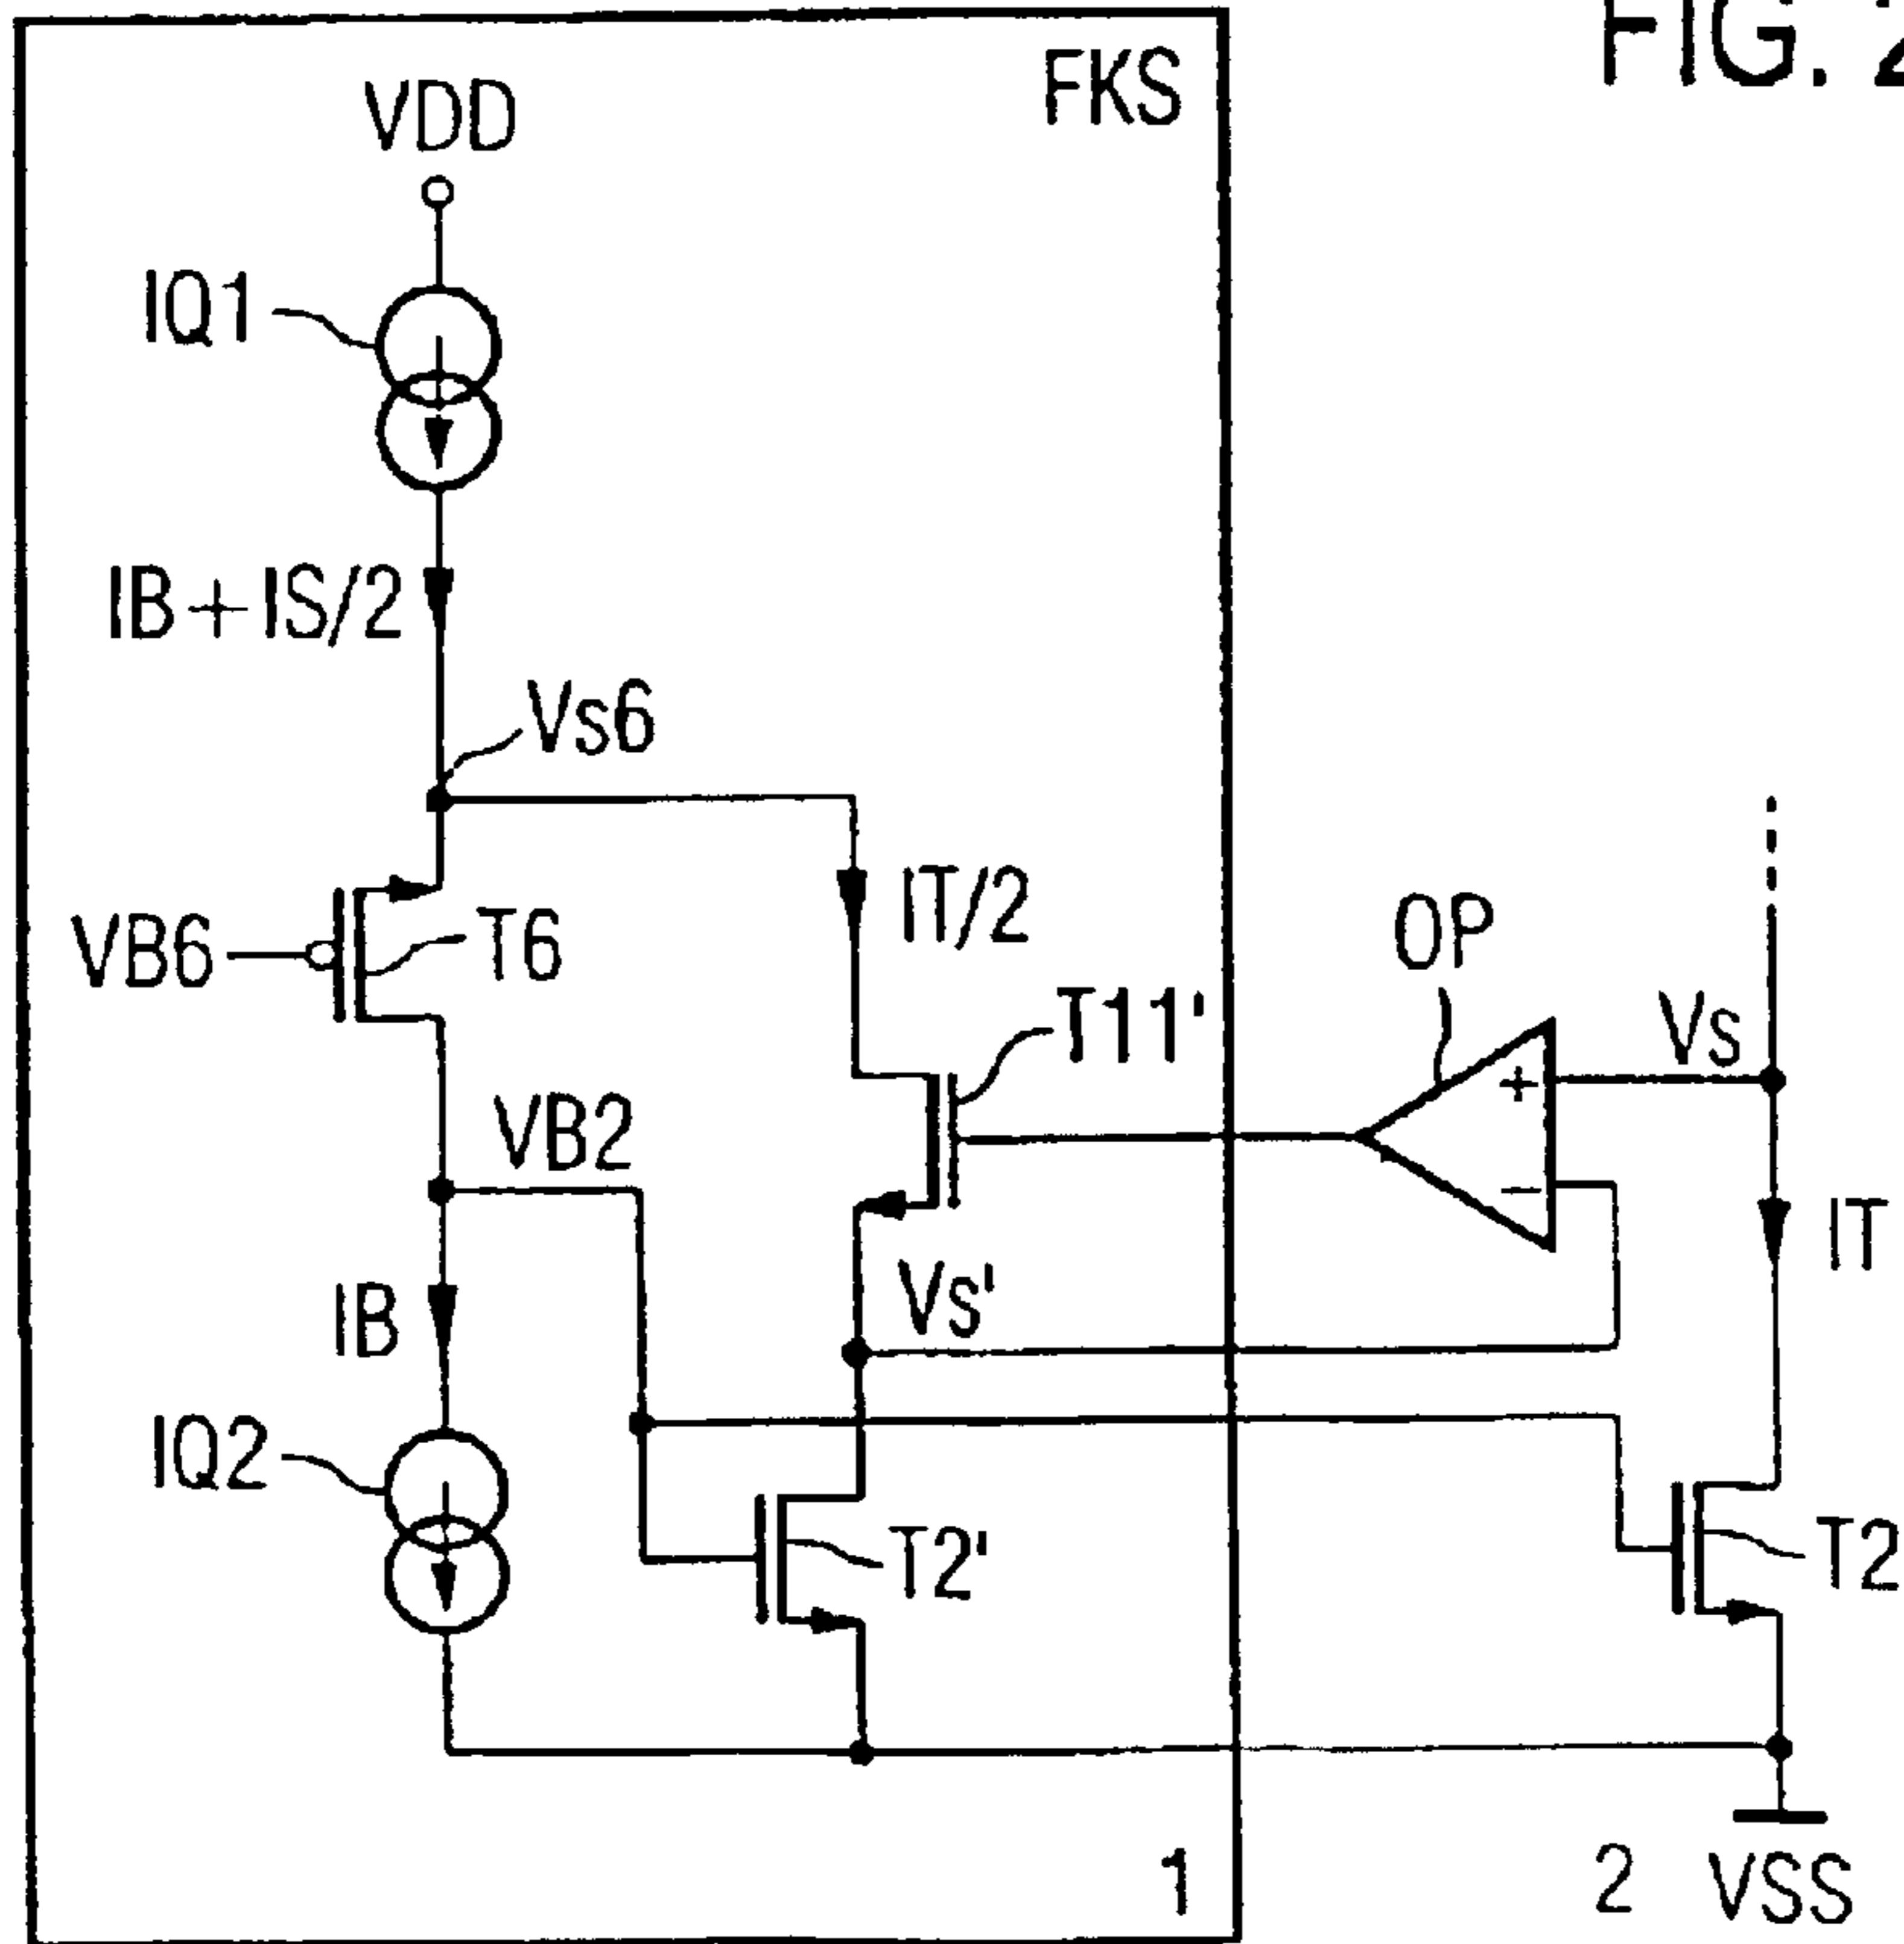 FIG. 2
FKS
VDD
IQ1
IB+IS/2
Vs6
IT/2
VB6
T6
OP
T11'
Vs
+
VB2
−
IT
Vs'
IB
IQ2
T2'
T2
1
2
VSS